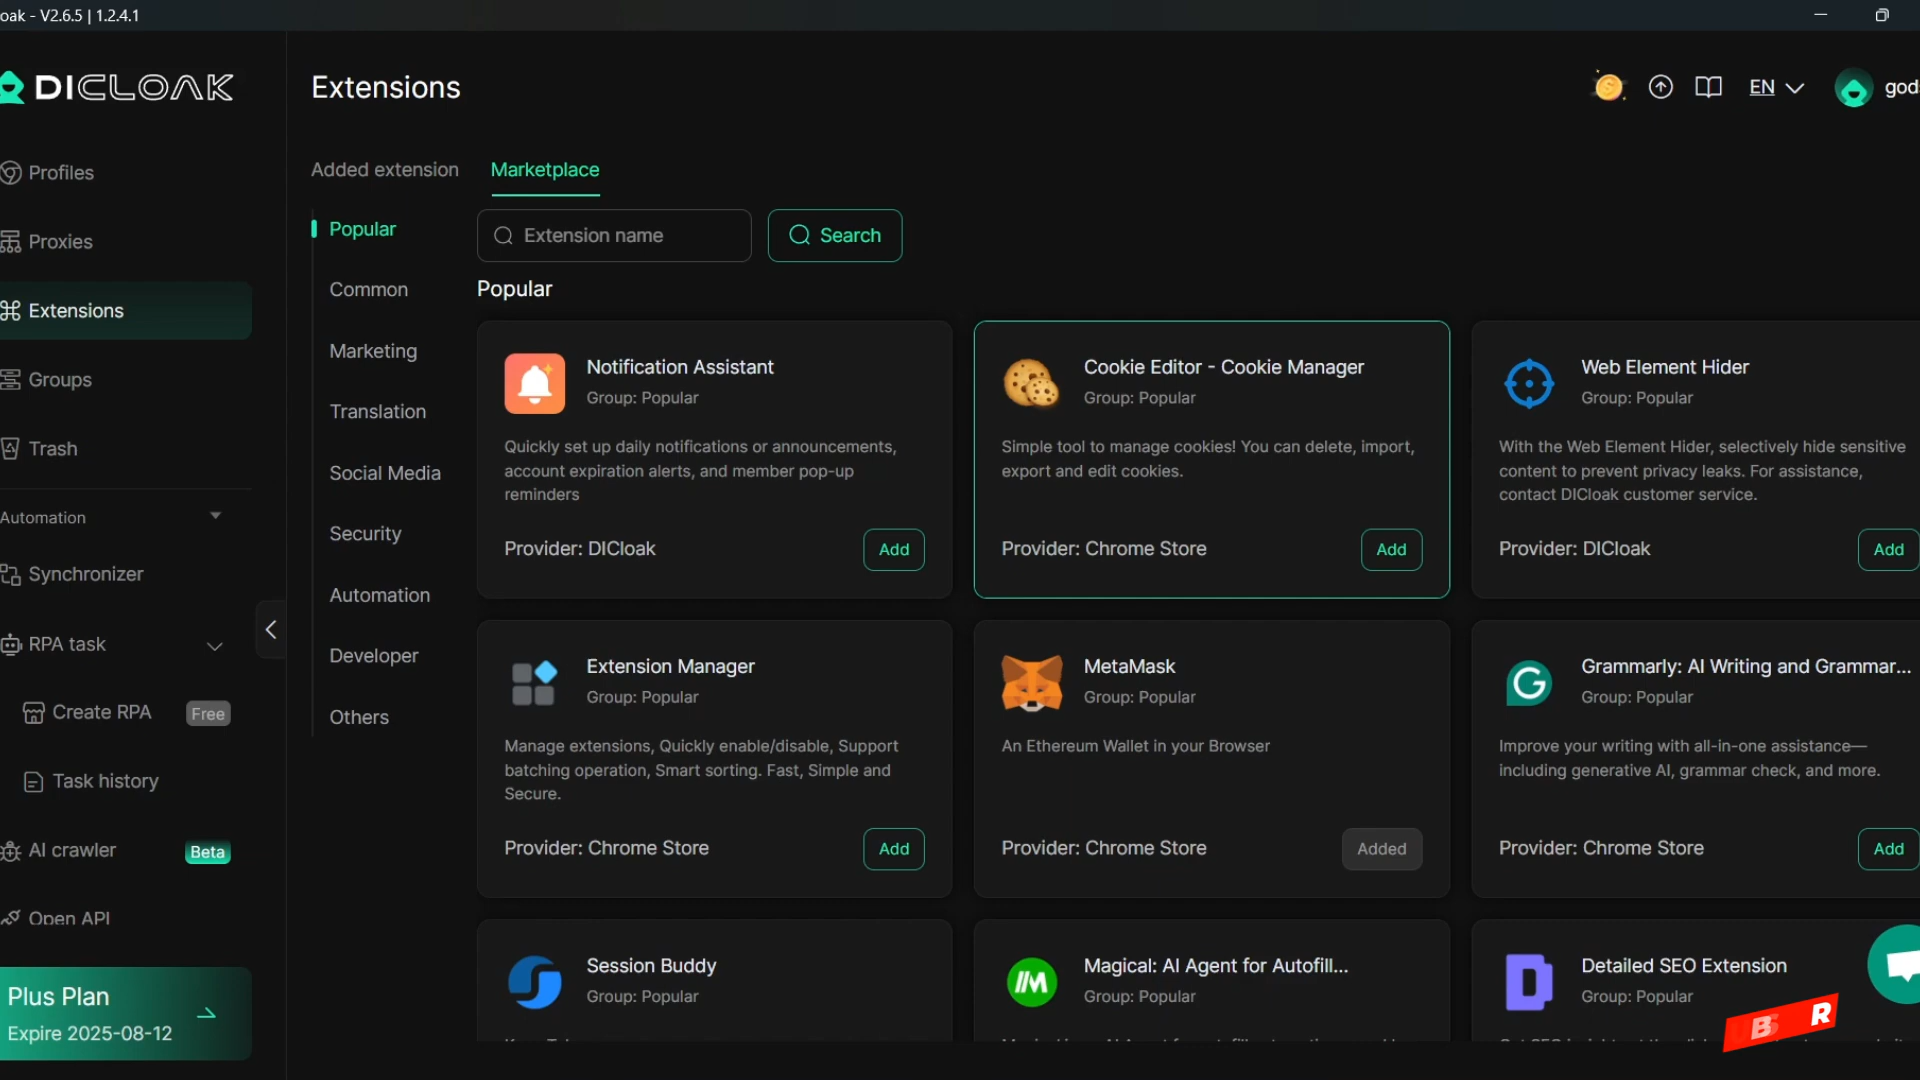 oak - V2.6.5 | 1.2.4.1
DICLOAK
Extensions
EN
Profiles
Proxies
Extensions
Groups
Trash
Automation
Synchronizer
RPA task
Create RPA
Free
Task history
AI crawler
Beta
Open API
Plus Plan
Expire 2025-08-12
Added extension
Marketplace
Popular
Common
Marketing
Translation
Social Media
Security
Automation
Developer
Others
Extension name
Search
Popular
Notification Assistant
Group: Popular
Quickly set up daily notifications or announcements,
account expiration alerts, and member pop-up
reminders
Provider: DICloak
Add
Cookie Editor - Cookie Manager
Group: Popular
Simple tool to manage cookies! You can delete, import,
export and edit cookies.
Provider: Chrome Store
Add
Web Element Hider
Group: Popular
With the Web Element Hider, selectively hide sensitive
content to prevent privacy leaks. For assistance,
contact DICloak customer service.
Provider: DICloak
Add
Extension Manager
Group: Popular
Manage extensions, Quickly enable/disable, Support
batching operation, Smart sorting. Fast, Simple and
Secure.
Provider: Chrome Store
Add
MetaMask
Group: Popular
An Ethereum Wallet in your Browser
Provider: Chrome Store
Added
Grammarly: AI Writing and Grammar...
Group: Popular
Improve your writing with all-in-one assistance—
including generative AI, grammar check, and more.
Provider: Chrome Store
Add
Session Buddy
Group: Popular
Magical: AI Agent for Autofill...
Group: Popular
Detailed SEO Extension
Group: Popular